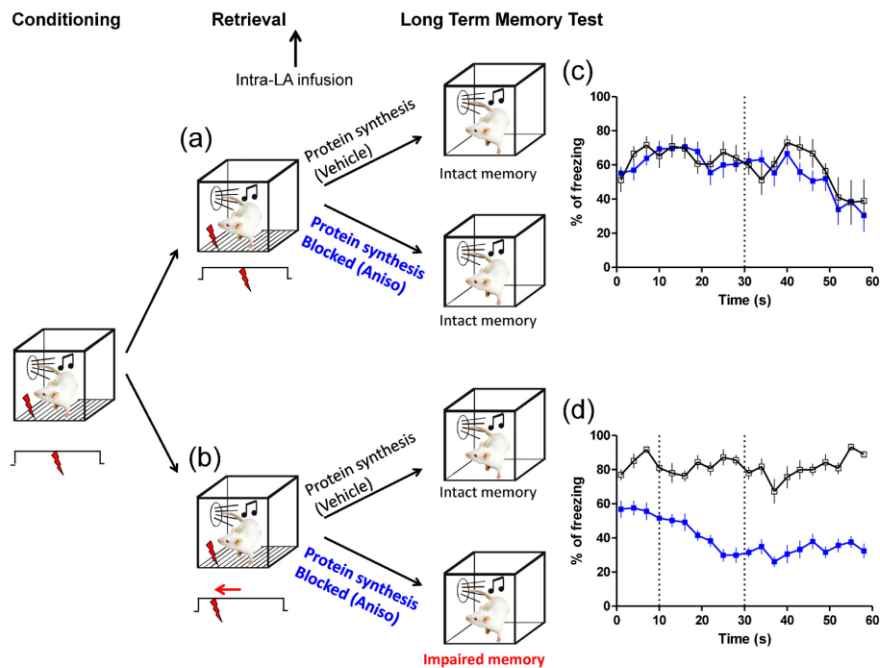 Conditioning
Retrieval
Long Term Memory Test
Intra-LA infusion
(a)
Protein synthesis
(Vehicle)
Intact memory
Protein synthesis
Blocked (Aniso)
Intact memory
(c)
% of freezing
100
80
60
40
20
0
0 10 20 30 40 50 60
Time (s)
(b)
Protein synthesis
(Vehicle)
Intact memory
Protein synthesis
Blocked (Aniso)
Impaired memory
(d)
% of freezing
100
80
60
40
20
0
0 10 20 30 40 50 60
Time (s)